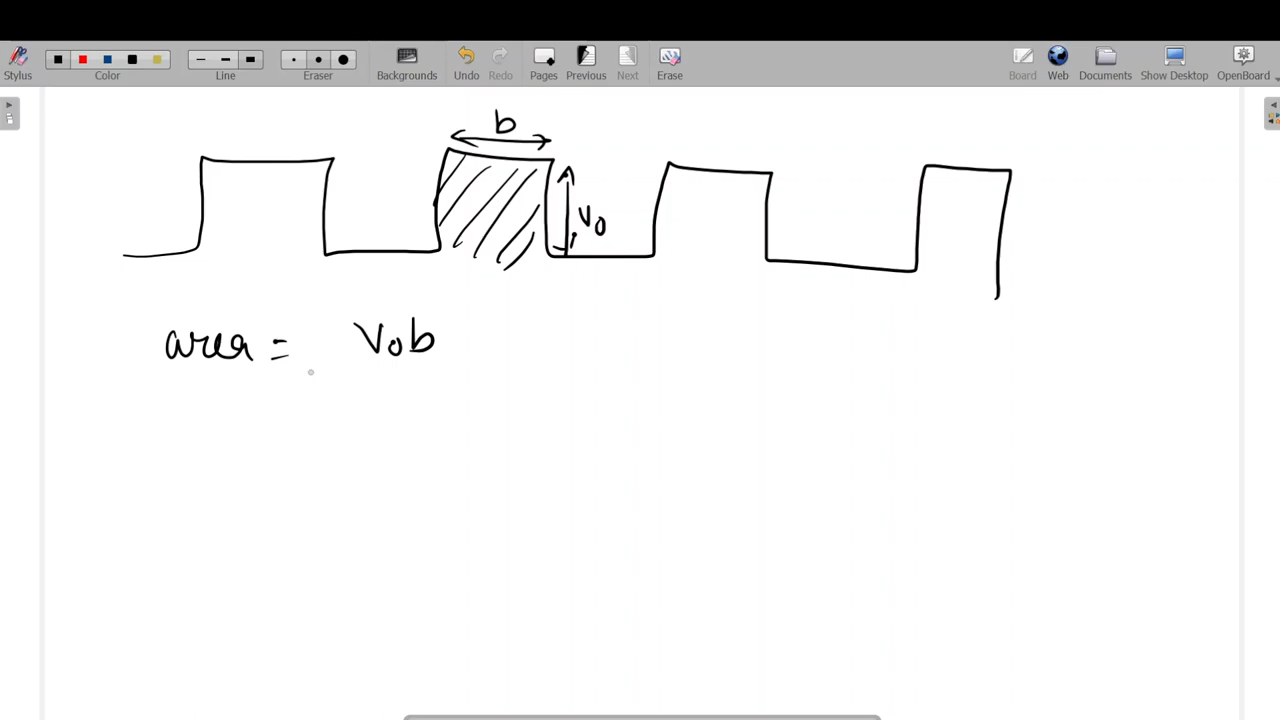 Stylus Color Line Eraser Backgrounds Undo Redo Pages Previous Next Erase Board Web Documents Show Desktop OpenBoard
b
V₀
area = V₀b